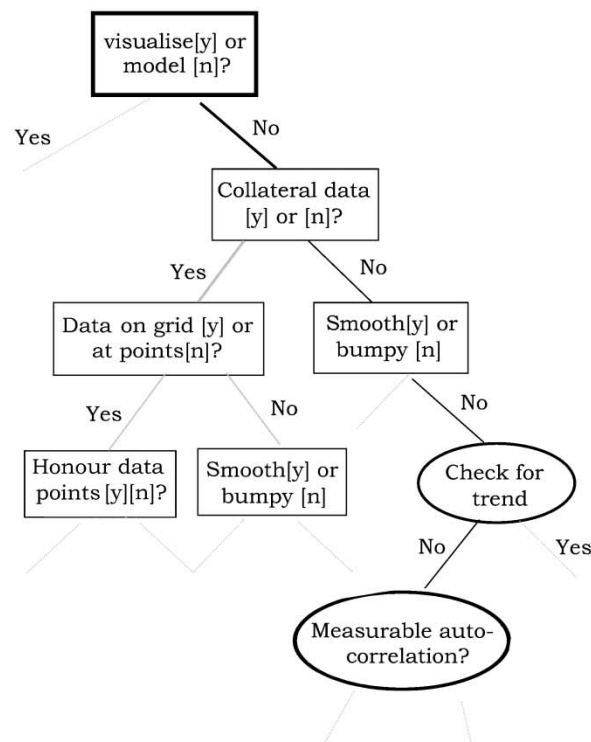 visualise[y] or
model [n]?
Yes
No
Collateral data
[y] or [n]?
Yes
No
Data on grid [y] or
at points[n]?
Smooth[y] or
bumpy [n]
Yes
No
No
Honour data
points [y][n]?
Smooth[y] or
bumpy [n]
Check for
trend
No
Yes
Measurable auto-
correlation?